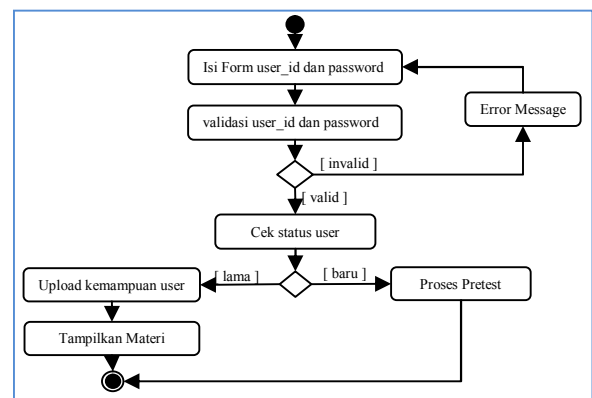 Isi Form user_id dan password
validasi user_id dan password
Error Message
[ invalid ]
[ valid ]
Cek status user
[ lama ]
[ baru ]
Upload kemampuan user
Proses Pretest
Tampilkan Materi